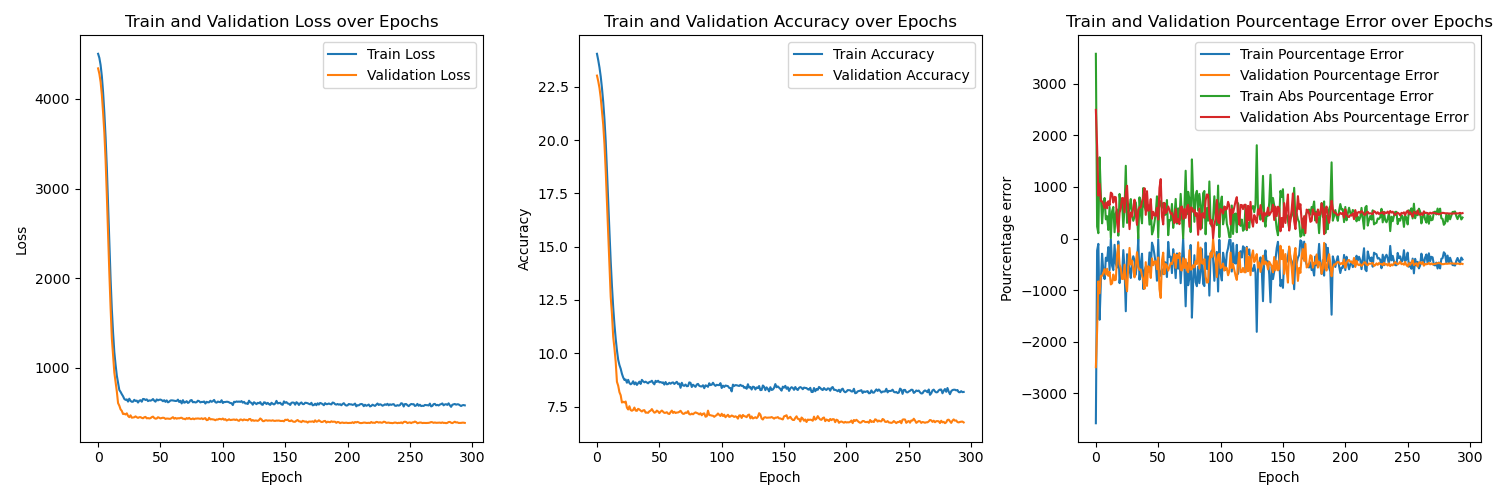 Train and Validation Loss over Epochs
Train Loss
Validation Loss
4000
3000
2000
1000
Loss
0 50 100 150 200 250 300
Epoch
Train and Validation Accuracy over Epochs
Train Accuracy
Validation Accuracy
22.5
20.0
17.5
15.0
12.5
10.0
7.5
Accuracy
0 50 100 150 200 250 300
Epoch
Train and Validation Pourcentage Error over Epochs
Train Pourcentage Error
Validation Pourcentage Error
Train Abs Pourcentage Error
Validation Abs Pourcentage Error
3000
2000
1000
0
−1000
−2000
−3000
Pourcentage error
0 50 100 150 200 250 300
Epoch